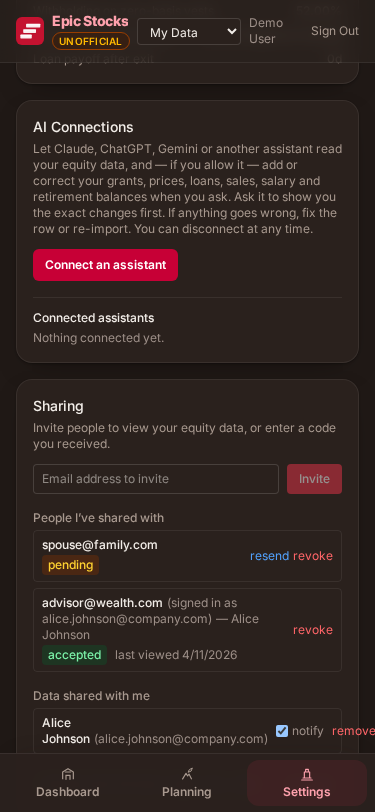 Epic Stocks
UNOFFICIAL
My Data
Demo
User
Sign Out
Loan payoff after exit
AI Connections
Let Claude, ChatGPT, Gemini or another assistant read
your equity data, and — if you allow it — add or
correct your grants, prices, loans, sales, salary and
retirement balances when you ask. Ask it to show you
the exact changes first. If anything goes wrong, fix the
row or re-import. You can disconnect at any time.
Connect an assistant
Connected assistants
Nothing connected yet.
Sharing
Invite people to view your equity data, or enter a code
you received.
Email address to invite
Invite
People I've shared with
spouse@family.com
pending
resend revoke
advisor@wealth.com (signed in as
alice.johnson@company.com) — Alice
Johnson
revoke
accepted last viewed 4/11/2026
Data shared with me
Alice
Johnson (alice.johnson@company.com)
notify
remove
Dashboard
Planning
Settings